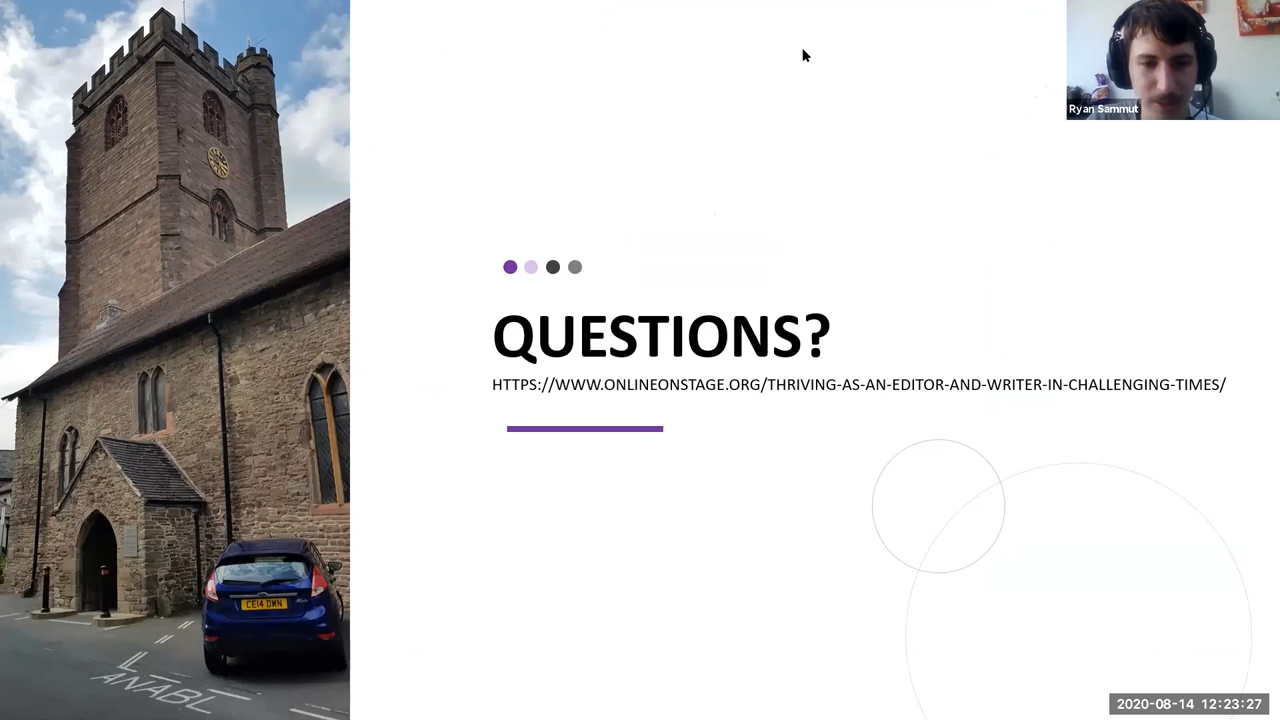 Ryan Sammut
QUESTIONS?
HTTPS://WWW.ONLINEONSTAGE.ORG/THRIVING-AS-AN-EDITOR-AND-WRITER-IN-CHALLENGING-TIMES/
CE14 DWN
ANABL
2020-08-14 12:23:27